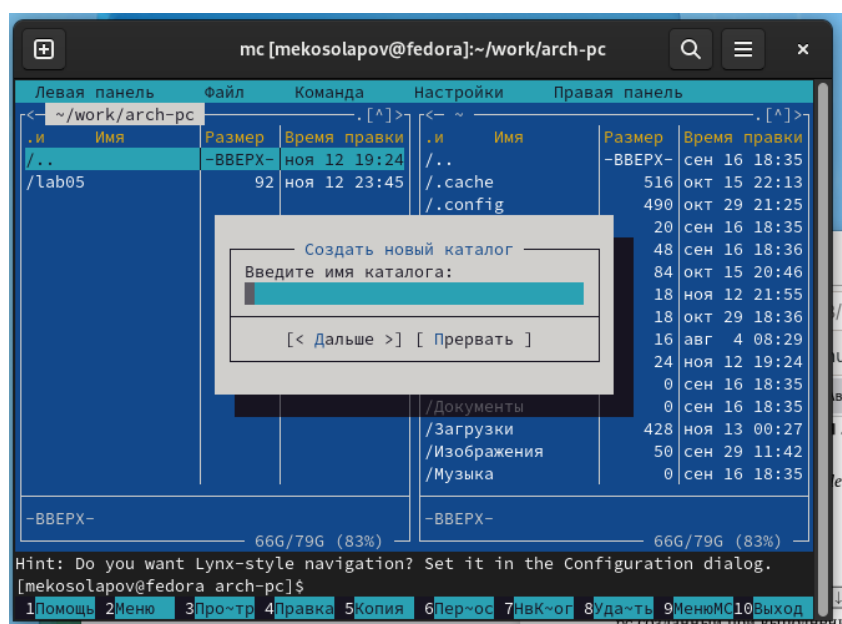 mc [mekosolapov@fedora]:~/work/arch-pc
Левая панель Файл Команда Настройки Правая панель
<— ~/work/arch-pc .[^]> <— ~ .[^]>
.и Имя Размер Время правки .и Имя Размер Время правки
/.. -ВВЕРХ- ноя 12 19:24 /.. -ВВЕРХ- сен 16 18:35
/lab05 92 ноя 12 23:45 /.cache 516 окт 15 22:13
/.config 490 окт 29 21:25
20 сен 16 18:35
Создать новый каталог 48 сен 16 18:36
Введите имя каталога: 84 окт 15 20:46
18 ноя 12 21:55
18 окт 29 18:36
[< Дальше >] [ Прервать ] 16 авг 4 08:29
24 ноя 12 19:24
0 сен 16 18:35
/Документы 0 сен 16 18:35
/Загрузки 428 ноя 13 00:27
/Изображения 50 сен 29 11:42
/Музыка 0 сен 16 18:35
-ВВЕРХ- -ВВЕРХ-
66G/79G (83%) 66G/79G (83%)
Hint: Do you want Lynx-style navigation? Set it in the Configuration dialog.
[mekosolapov@fedora arch-pc]$
1Помощь 2Меню 3Про~тр 4Правка 5Копия 6Пер~ос 7НвК~ог 8Уда~ть 9МенюMC10Выход